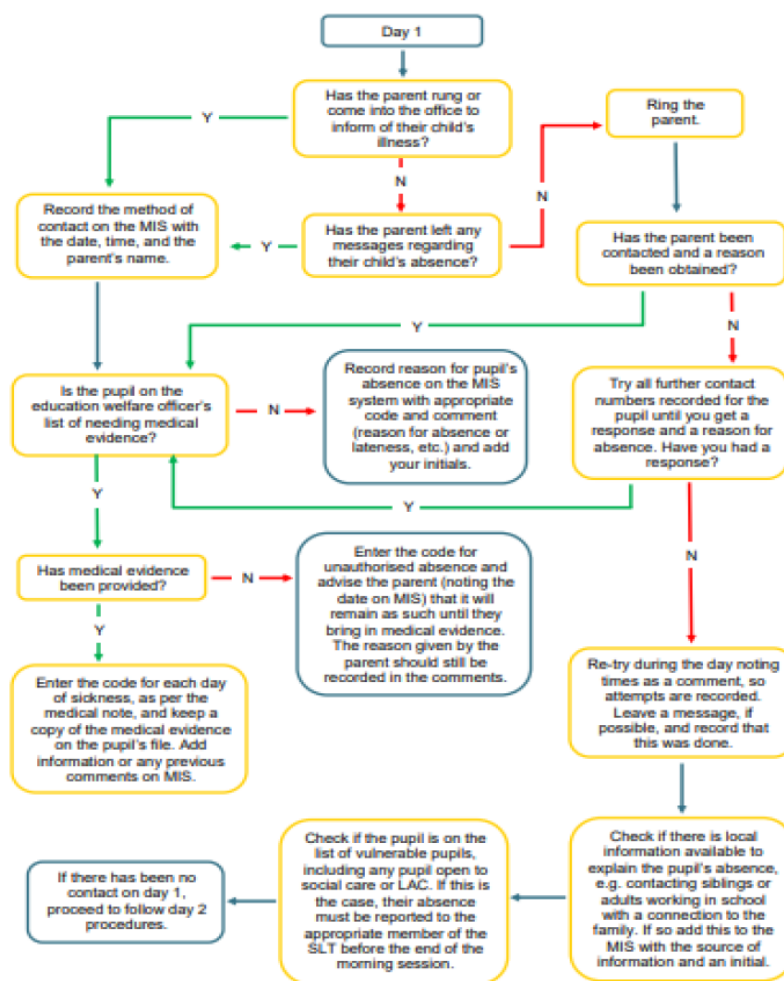 Day 1
Has the parent rung or
come into the office to
inform of their child's
illness?
Ring the
parent.
Y
N
N
Record the method of
contact on the MIS with
the date, time, and the
parent's name.
Y
Has the parent left any
messages regarding
their child's absence?
Has the parent been
contacted and a reason
been obtained?
Y
N
Is the pupil on the
education welfare officer's
list of needing medical
evidence?
N
Record reason for pupil's
absence on the MIS
system with appropriate
code and comment
(reason for absence or
lateness, etc.) and add
your initials.
Try all further contact
numbers recorded for the
pupil until you get a
response and a reason for
absence. Have you had a
response?
Y
Y
N
Has medical evidence
been provided?
N
Enter the code for
unauthorised absence and
advise the parent (noting
the date on MIS) that it will
remain as such until they
bring in medical evidence.
The reason given by the
parent should still be
recorded in the comments.
Y
Enter the code for each day
of sickness, as per the
medical note, and keep a
copy of the medical evidence
on the pupil's file. Add
information or any previous
comments on MIS.
Re-try during the day noting
times as a comment, so
attempts are recorded.
Leave a message, if
possible, and record that
this was done.
If there has been no
contact on day 1,
proceed to follow day 2
procedures.
Check if the pupil is on the
list of vulnerable pupils,
including any pupil open to
social care or LAC. If this is
the case, their absence
must be reported to the
appropriate member of the
SLT before the end of the
morning session.
Check if there is local
information available to
explain the pupil's absence,
e.g. contacting siblings or
adults working in school
with a connection to the
family. If so add this to the
MIS with the source of
information and an initial.